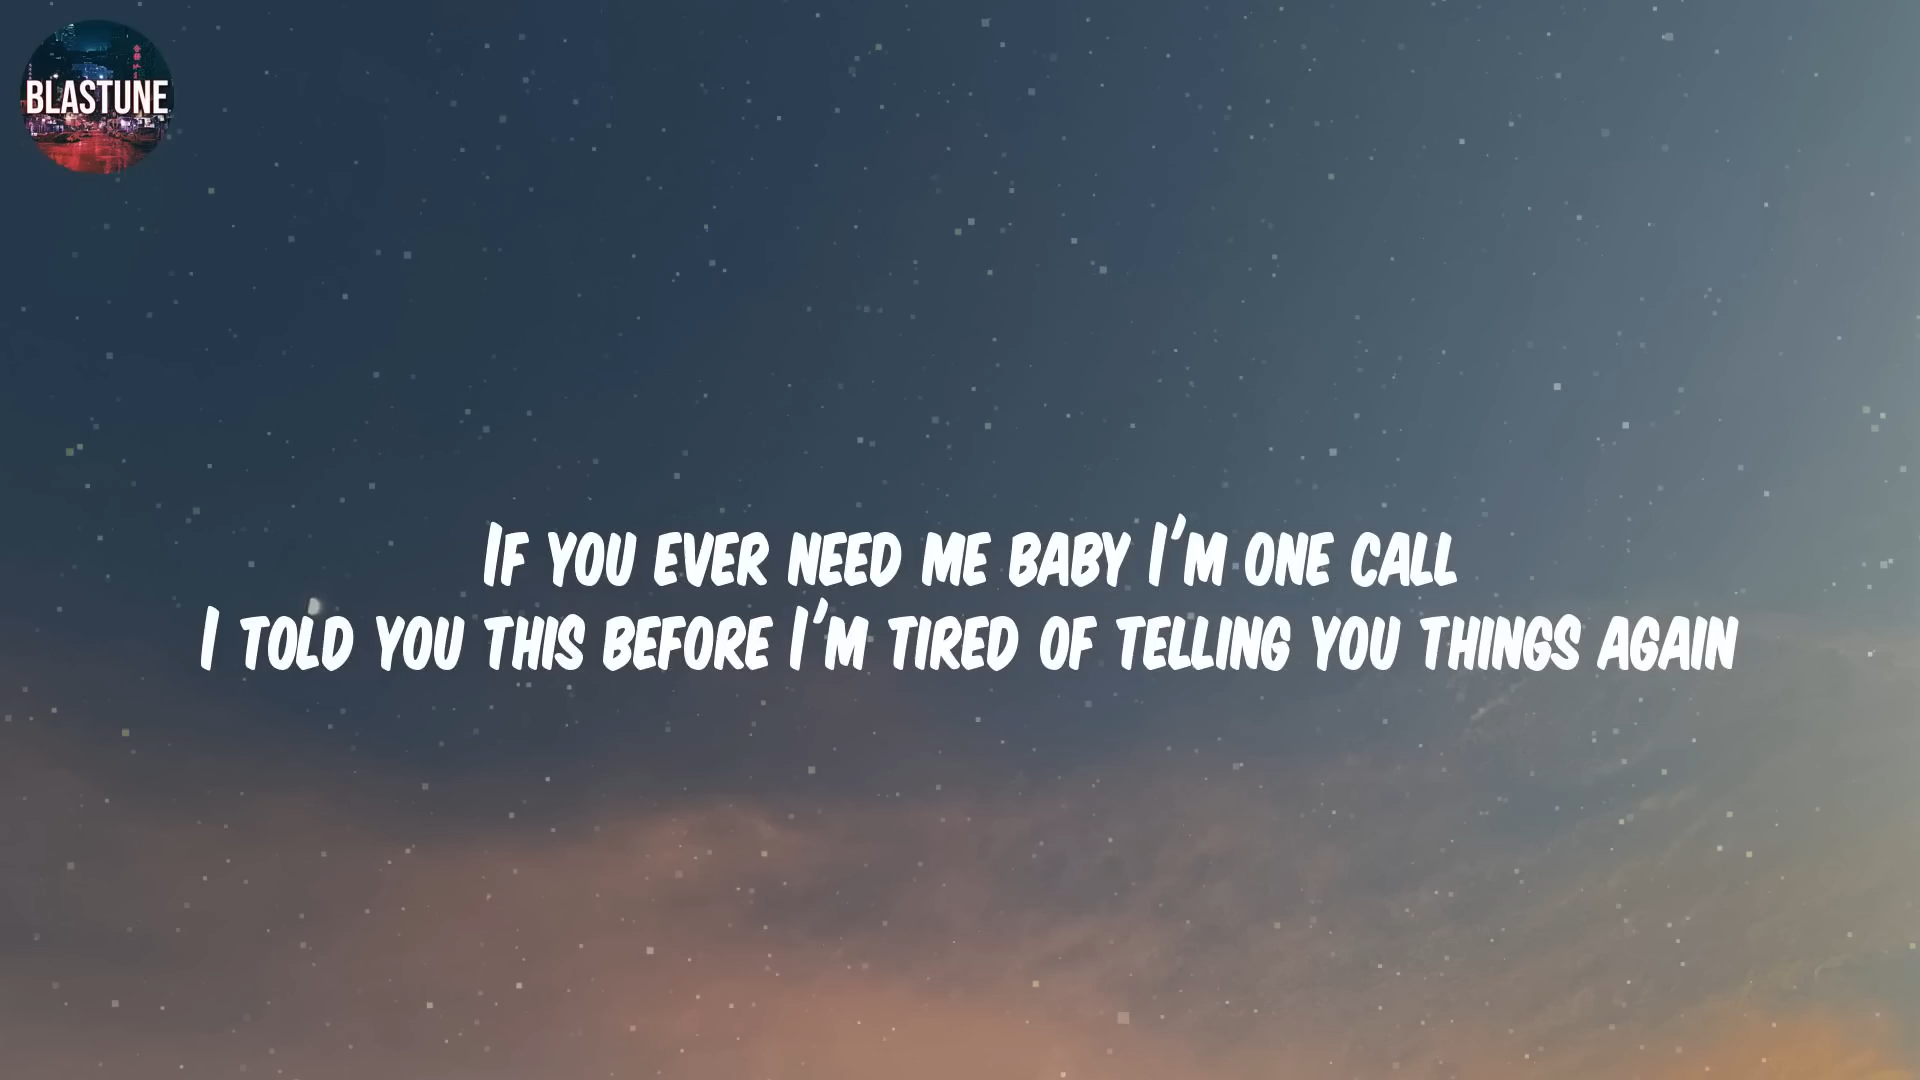 BLASTUNE
If you ever need me baby I'm one call
I told you this before I'm tired of telling you things again